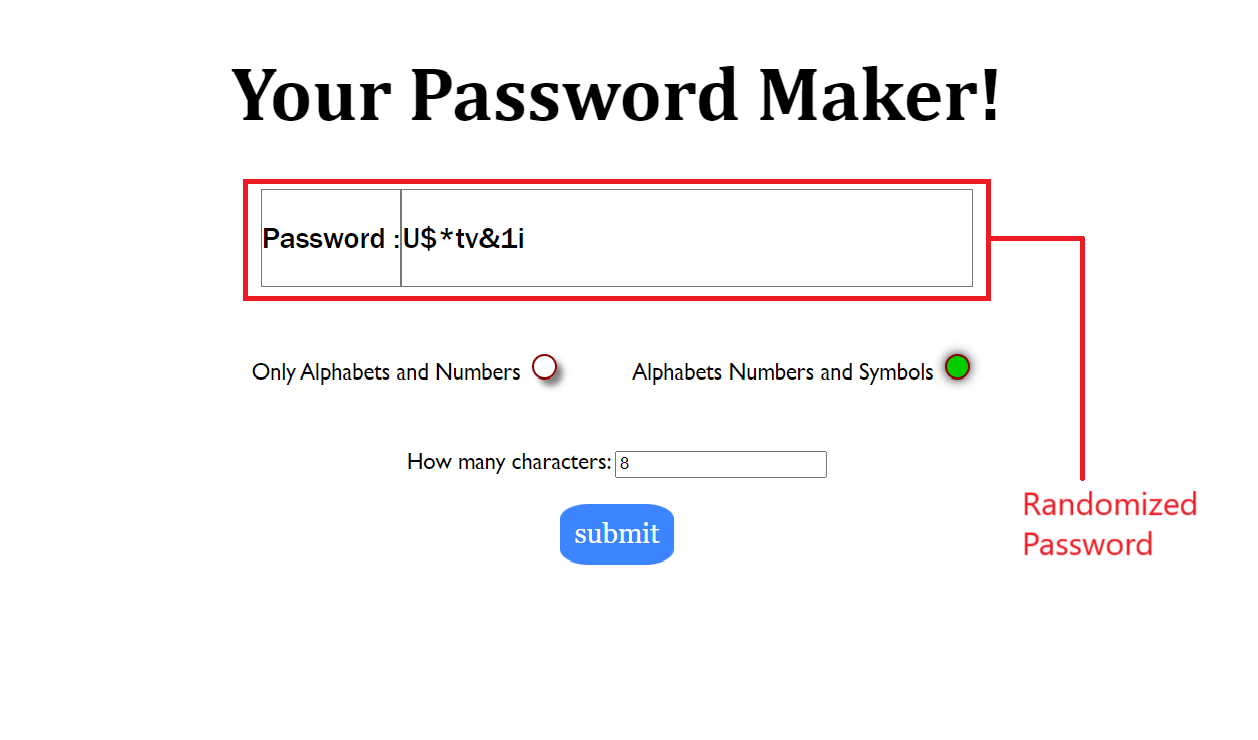 Your Password Maker!
Password :U$*tv&1i
Only Alphabets and Numbers
Alphabets Numbers and Symbols
How many characters: 8
submit
Randomized
Password